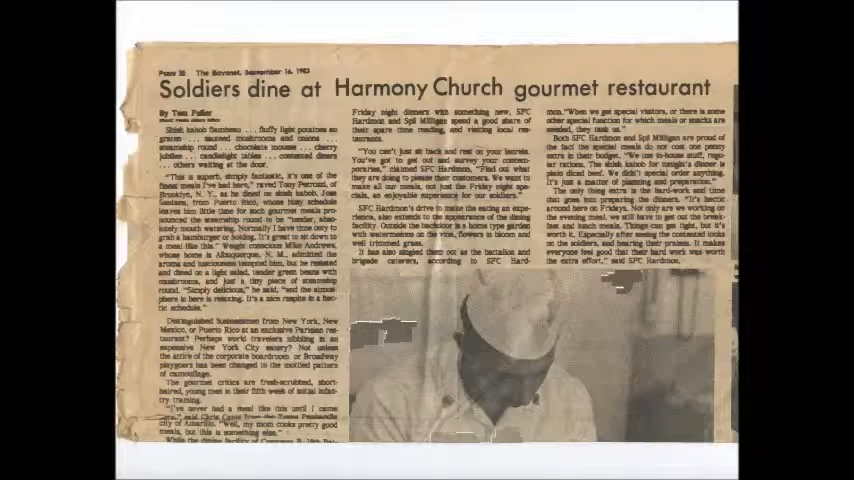 Page 28 The Bayonet, September 16, 1983
Soldiers dine at Harmony Church gourmet restaurant
By Tom Fuller
Shish kabob flambeau . . . fluffy light potatoes au
graten . . . sauteed mushrooms and onions . . .
steamship round . . . chocolate mousse . . . cherry
jubilee . . . candlelight tables . . . contented diners
. . . others waiting at the door.
"This is superb, simply fantastic, it's one of the
finest meals I've had here," raved Tony Petroud, of
Brooklyn, N. Y., as he dined on shish kabob. Jose
Santana, from Puerto Rico, whose busy schedule
leaves him little time for such gourmet meals pro-
nounced the steamship round to be "tender, abso-
lutely mouth watering. Normally I have time only to
grab a hamburger or hotdog. It's great to sit down to
a meal like this." Weight conscious Mike Andrews,
whose home is Albuquerque, N. M., admitted the
aroma and lusciousness tempted him, but he resisted
and dined on a light salad, tender green beans with
mushrooms, and just a tiny piece of steamship
round. "Simply delicious," he said, "and the atmos-
phere is here is relaxing. It's a nice respite in a hec-
tic schedule."
Distinguished businessmen from New York, New
Mexico, or Puerto Rico at an exclusive Parisian res-
taurant? Perhaps world travelers nibbling in an
expensive New York City eatery? Not unless
the attire of the corporate boardroom or Broadway
playgoers has been changed to the mottled pattern
of camouflage.
The gourmet critics are fresh-scrubbed, short-
haired, young men in their fifth week of initial infan-
try training.
"I've never had a meal like this until I came
said Chris from the Texas Panhandle
city of Amarillo. "Well, my mom cooks pretty good
meals, but this is something else."
While the dining facility of Company
Friday night dinners with something new, SFC
Hardmon and Sp5 Milligan spend a good share of
their spare time reading, and visiting local res-
taurants.
"You can't just sit back and rest on your laurels.
You've got to get out and survey your contem-
poraries," claimed SFC Hardmon, "Find out what
they are doing to please their customers. We want to
make all our meals, not just the Friday night spe-
cials, an enjoyable experience for our soldiers."
SFC Hardmon's drive to make the eating an expe-
rience, also extends to the appearance of the dining
facility. Outside the backdoor is a home type garden
with watermelons on the vine, flowers in bloom and
well trimmed grass.
It has also singled them out as the battalion and
brigade caterers, according to SFC Hard-
mon. "When we get special visitors, or there is some
other special function for which meals or snacks are
needed, they task us."
Both SFC Hardmon and Sp5 Milligan are proud of
the fact the special meals do not cost one penny
extra in their budget. "We use in-house stuff, regu-
lar rations. The shish kabob for tonight's dinner is
plain diced beef. We didn't special order anything.
It's just a matter of planning and preparation."
The only thing extra is the hard-work and time
that goes into preparing the dinners. "It's hectic
around here on Fridays. Not only are we working on
the evening meal, we still have to get out the break-
fast and lunch meals. Things can get tight, but it's
worth it. Especially after seeing the contented looks
on the soldiers, and hearing their praises. It makes
everyone feel good that their hard work was worth
the extra effort," said SFC Hardmon.